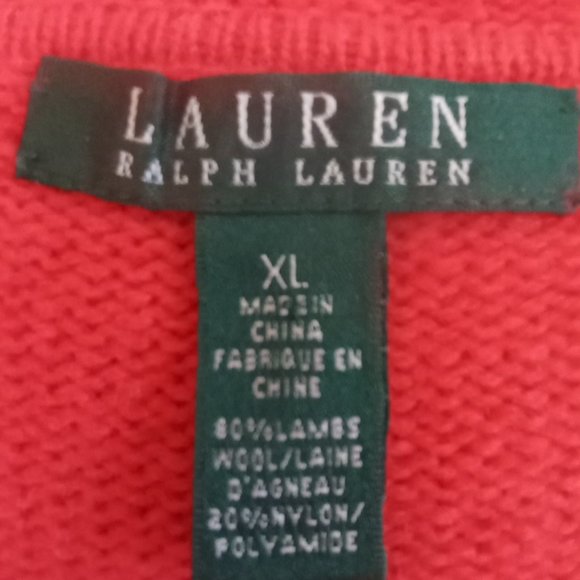 LAUREN
RALPH LAUREN
XL
MADE IN
CHINA
FABRIQUE EN
CHINE
80% LAMBS
WOOL/LAINE
D'AGNEAU
20% NYLON/
POLYAMIDE